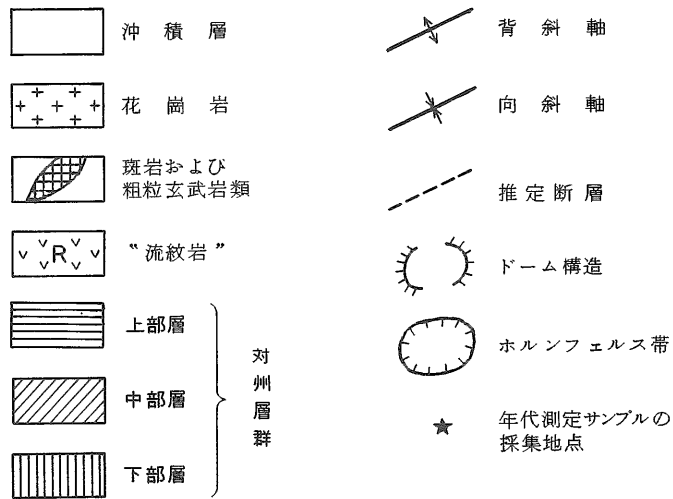 沖積層
花崗岩
斑岩および
粗粒玄武岩類
R
〝流紋岩〟
上部層
中部層
下部層
対州層群
背斜軸
向斜軸
推定断層
ドーム構造
ホルンフェルス帯
年代測定サンプルの
採集地点